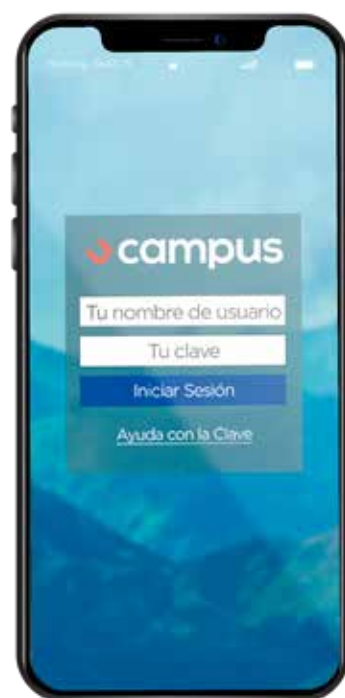 campus
Tu nombre de usuario
Tu clave
Iniciar Sesión
Ayuda con la Clave